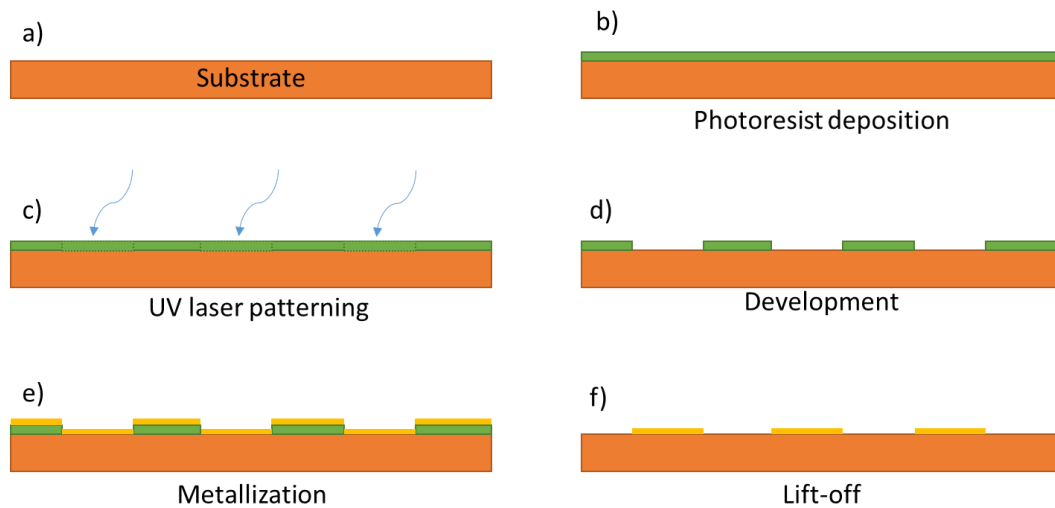 a)
Substrate
b)
Photoresist deposition
c)
UV laser patterning
d)
Development
e)
Metallization
f)
Lift-off